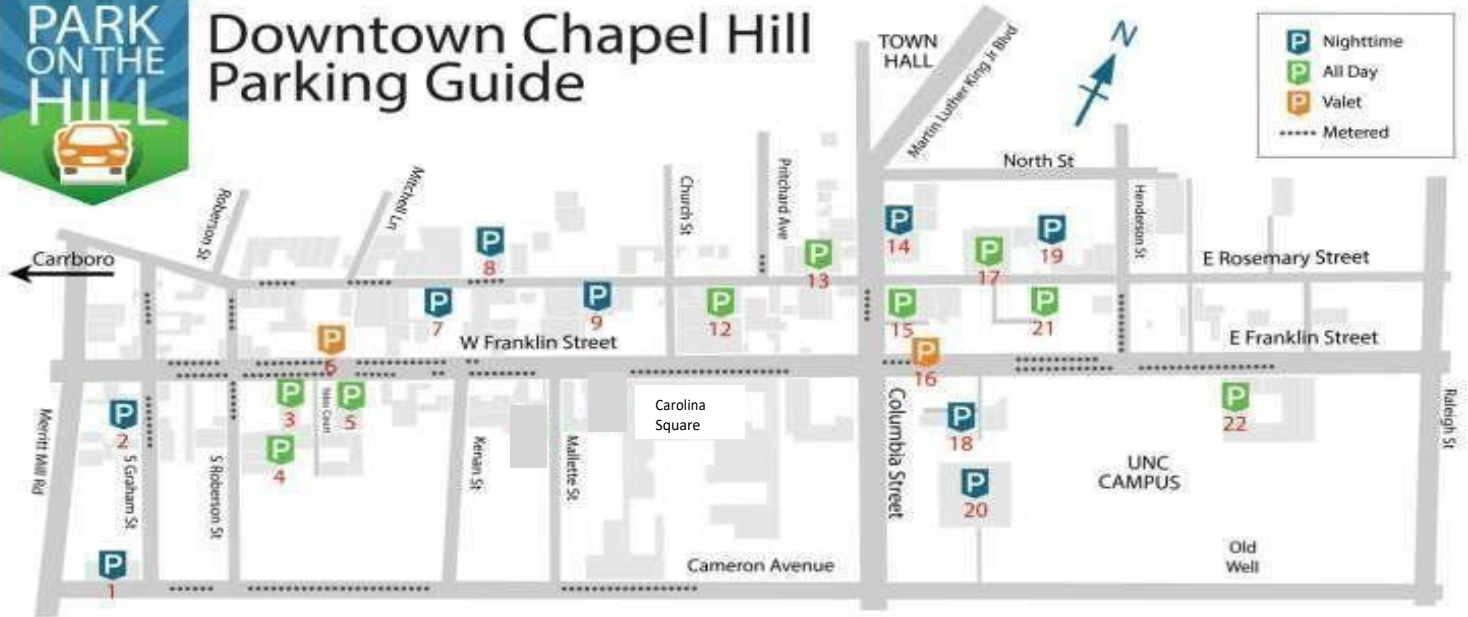 PARK
ON THE
HILL
Downtown Chapel Hill
Parking Guide
TOWN
HALL
Martin Luther King Jr Blvd
N
P Nighttime
P All Day
P Valet
Metered
North St
Roberson St
Mitchell Ln
Church St
Pritchard Ave
Henderson St
Carrboro
E Rosemary Street
P 8
P 13
P 14
P 17
P 19
P 7
P 9
P 12
P 15
P 21
P 6
W Franklin Street
E Franklin Street
P 16
P 2
P 3
P 5
P 4
Carolina
Square
P 18
P 22
P 20
Merritt Mill Rd
S Graham St
S Roberson St
Kenan St
Mallette St
Columbia Street
Raleigh St
UNC
CAMPUS
P 1
Cameron Avenue
Old
Well